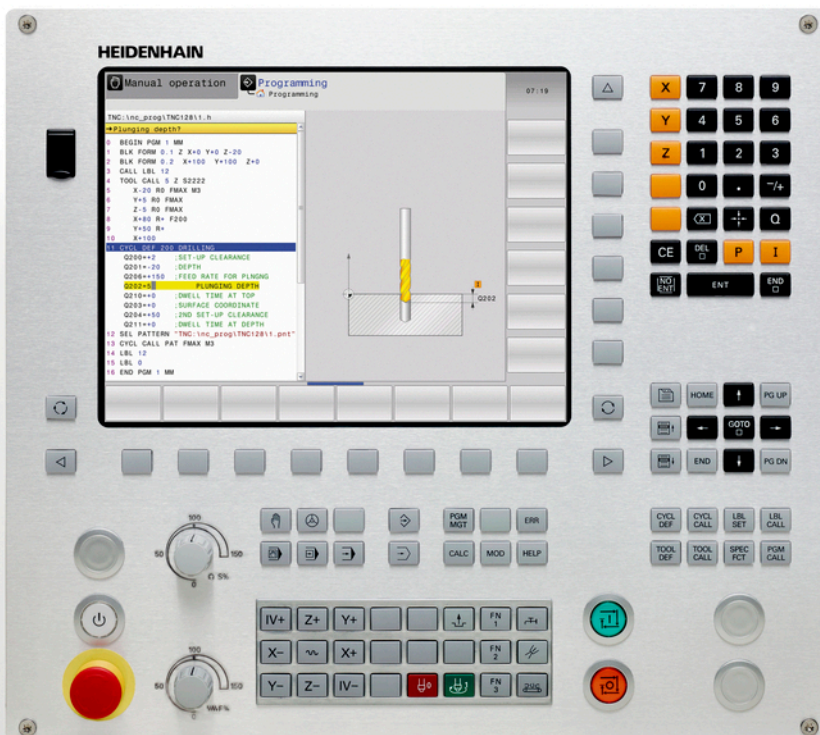 HEIDENHAIN
Manual operation
Programming
Programming
07:19
TNC:\nc_prog\TNC128\1.h
Plunging depth?
0 BEGIN PGM 1 MM
1 BLK FORM 0.1 Z X+0 Y+0 Z-20
2 BLK FORM 0.2 X+100 Y+100 Z+0
3 CALL LBL 12
4 TOOL CALL 5 Z S2222
5 X-20 R0 FMAX M3
6 Y+5 R0 FMAX
7 Z-5 R0 FMAX
8 X+80 R+ F200
9 Y+50 R+
10 X+100
11 CYCL DEF 200 DRILLING
Q200=+2 ;SET-UP CLEARANCE
Q201=-20 ;DEPTH
Q206=+150 ;FEED RATE FOR PLNGNG
Q202=5 PLUNGING DEPTH
Q210=+0 ;DWELL TIME AT TOP
Q203=+0 ;SURFACE COORDINATE
Q204=+50 ;2ND SET-UP CLEARANCE
Q211=+0 ;DWELL TIME AT DEPTH
12 SEL PATTERN "TNC:\nc_prog\TNC128\1.pnt"
13 CYCL CALL PAT FMAX M3
14 LBL 12
15 LBL 0
16 END PGM 1 MM
I
Q202
X 7 8 9
Y 4 5 6
Z 1 2 3
0 . -/+
X Q
CE DEL P I
NO ENT ENT END
HOME PG UP
GOTO
END PG DN
CYCL DEF CYCL CALL LBL SET LBL CALL
TOOL DEF TOOL CALL SPEC FCT PGM CALL
PGM MGT ERR
CALC MOD HELP
100
50 150
0 S%
100
50 150
0 F%
IV+ Z+ Y+ FN 1
X- X+ FN 2
Y- Z- IV- 0 FN 3
I
O